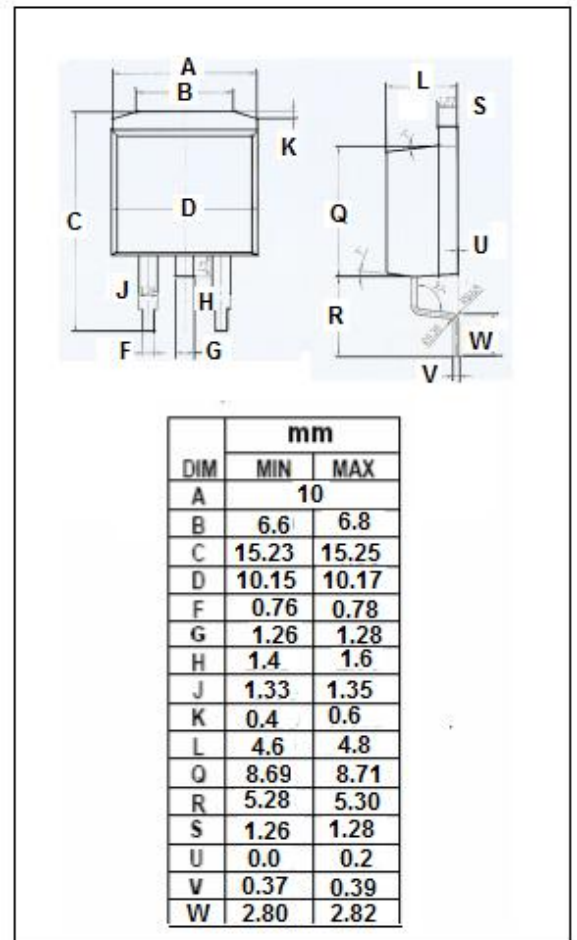 A
B
L
S
K
C
D
Q
U
J
H
R
F
G
V
W
mm
DIM MIN MAX
A 10
B 6.6 6.8
C 15.23 15.25
D 10.15 10.17
F 0.76 0.78
G 1.26 1.28
H 1.4 1.6
J 1.33 1.35
K 0.4 0.6
L 4.6 4.8
Q 8.69 8.71
R 5.28 5.30
S 1.26 1.28
U 0.0 0.2
V 0.37 0.39
W 2.80 2.82